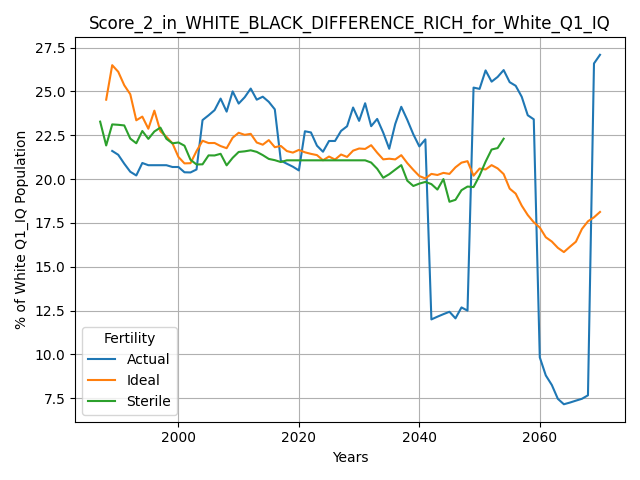 Score_2_in_WHITE_BLACK_DIFFERENCE_RICH_for_White_Q1_IQ
% of White Q1_IQ Population
27.5
25.0
22.5
20.0
17.5
15.0
12.5
10.0
7.5
Fertility
Actual
Ideal
Sterile
2000
2020
2040
2060
Years